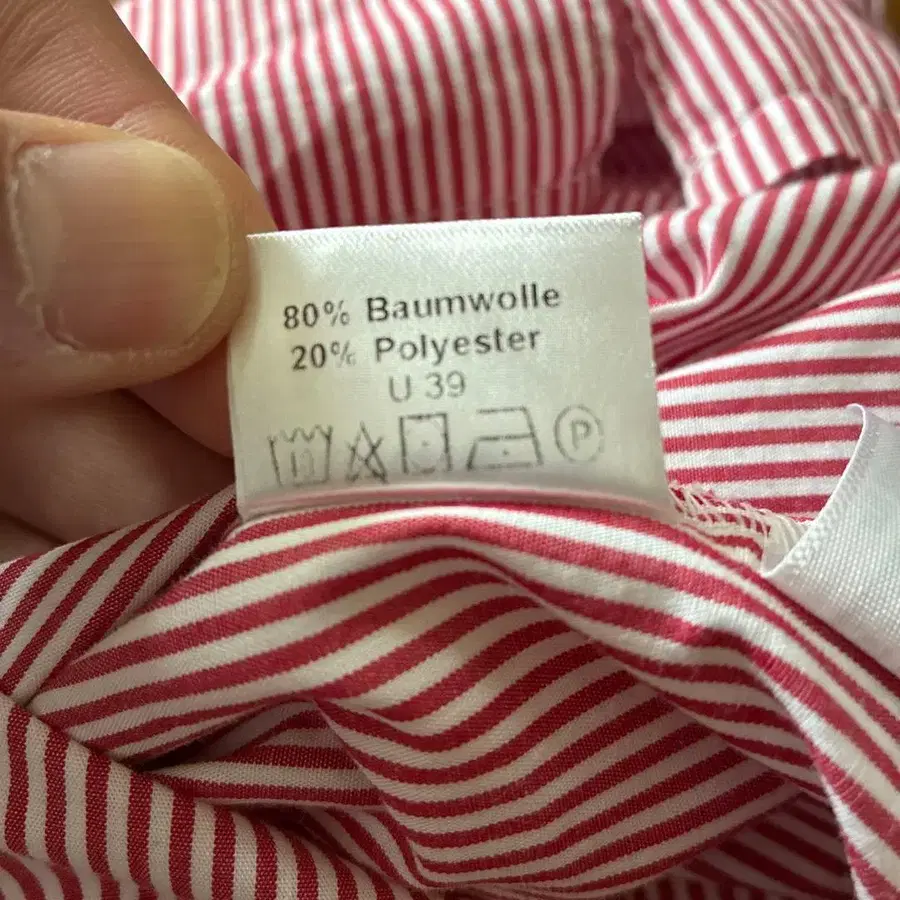 80% Baumwolle
20% Polyester
U 39
P